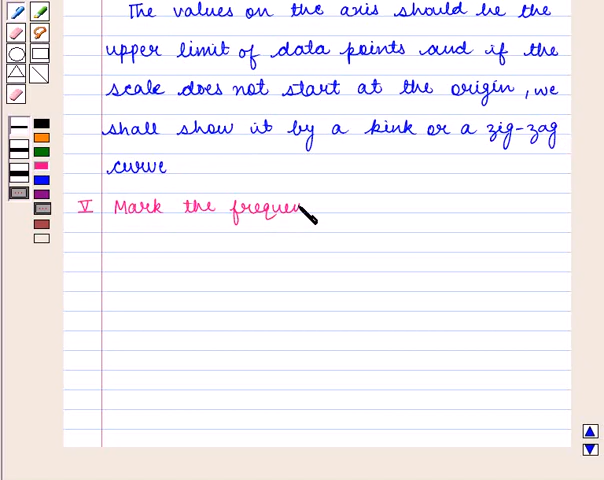 The values on the axis should be the
upper limit of data points and if the
scale does not start at the origin, we
shall show it by a kink or a zig-zag
curve
V Mark the frequen